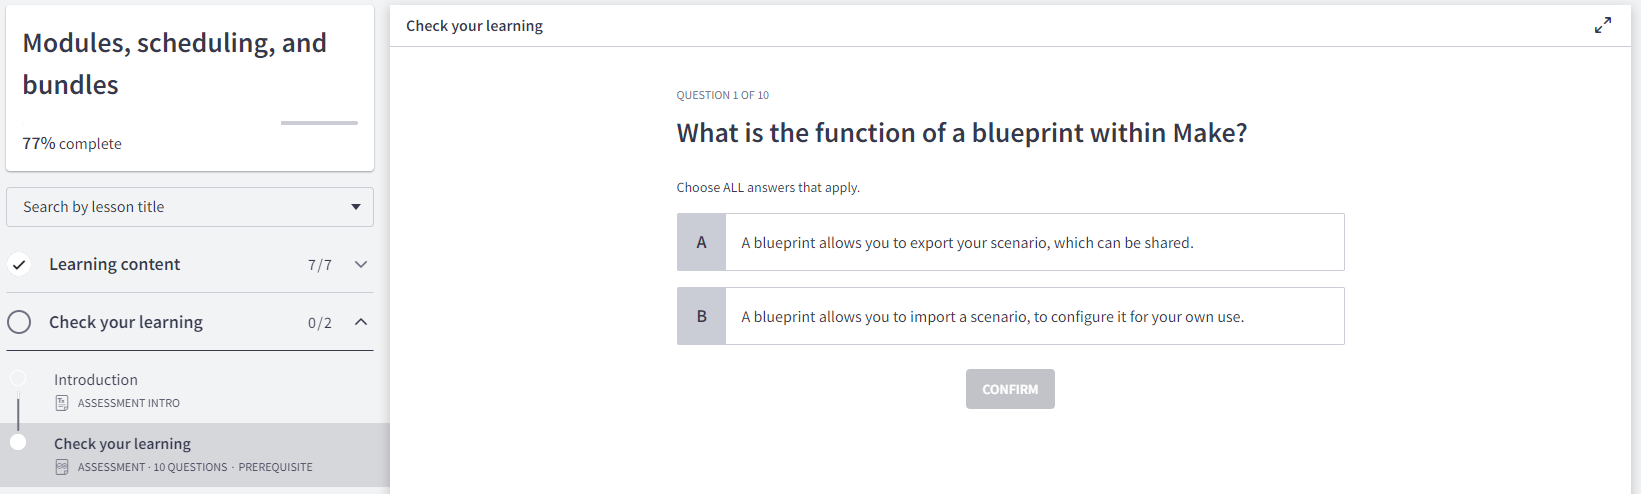 Modules, scheduling, and
bundles
77% complete
Search by lesson title
Learning content 7/7
Check your learning 0/2
Introduction
ASSESSMENT INTRO
Check your learning
ASSESSMENT · 10 QUESTIONS · PREREQUISITE
Check your learning
QUESTION 1 OF 10
What is the function of a blueprint within Make?
Choose ALL answers that apply.
A A blueprint allows you to export your scenario, which can be shared.
B A blueprint allows you to import a scenario, to configure it for your own use.
CONFIRM